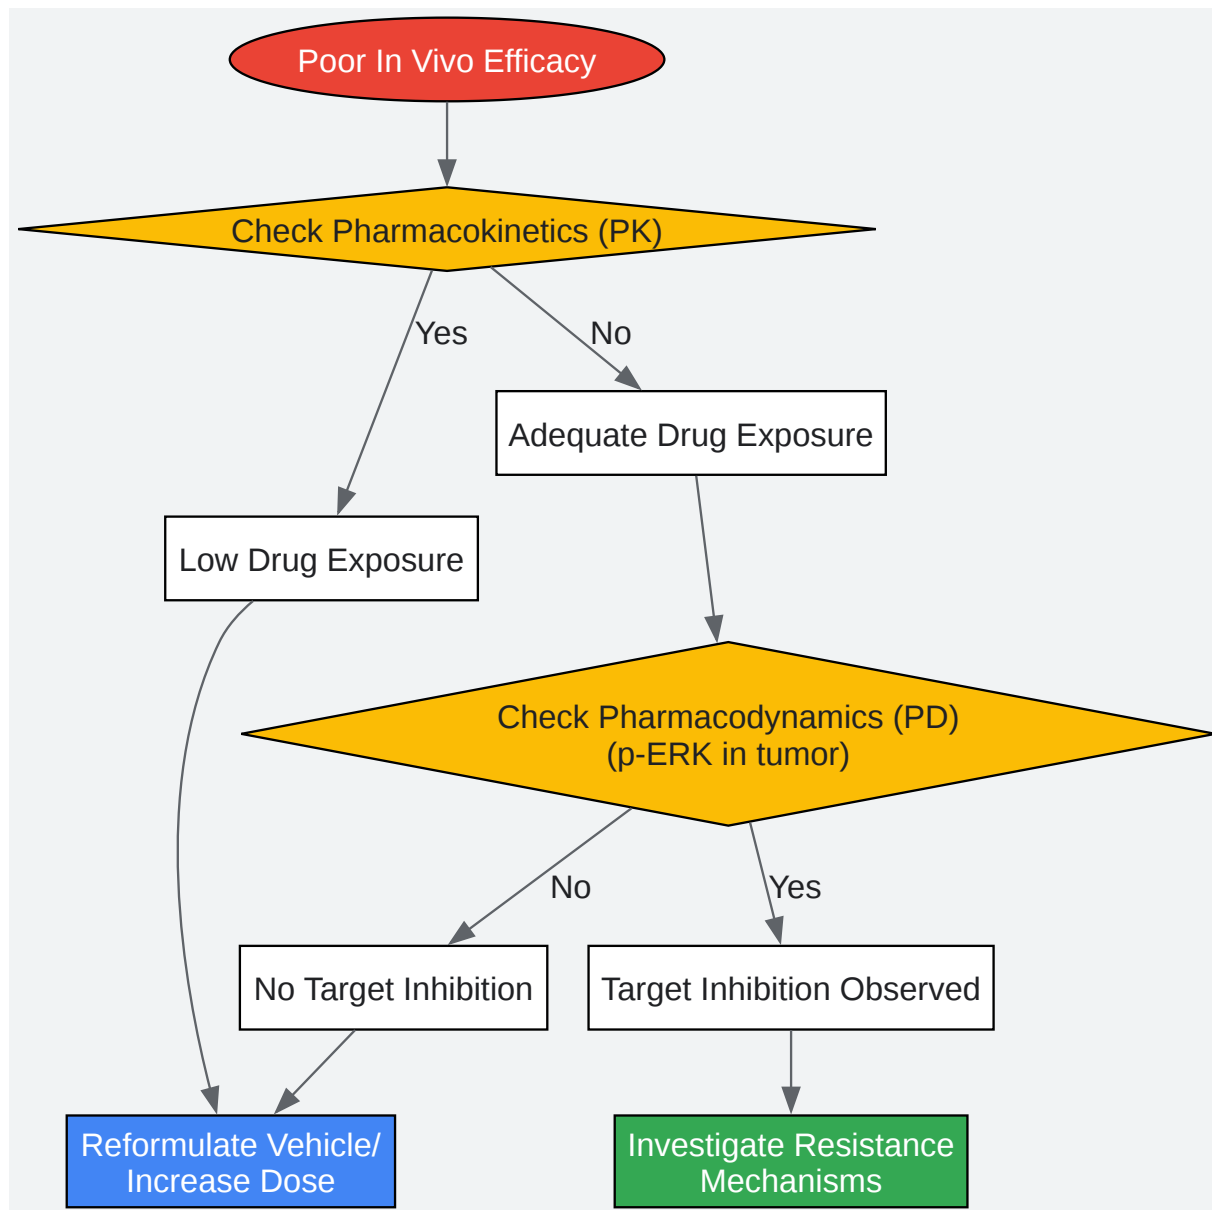 Poor In Vivo Efficacy
Check Pharmacokinetics (PK)
Yes
No
Adequate Drug Exposure
Low Drug Exposure
Check Pharmacodynamics (PD)
(p-ERK in tumor)
No
Yes
No Target Inhibition
Target Inhibition Observed
Reformulate Vehicle/
Increase Dose
Investigate Resistance
Mechanisms